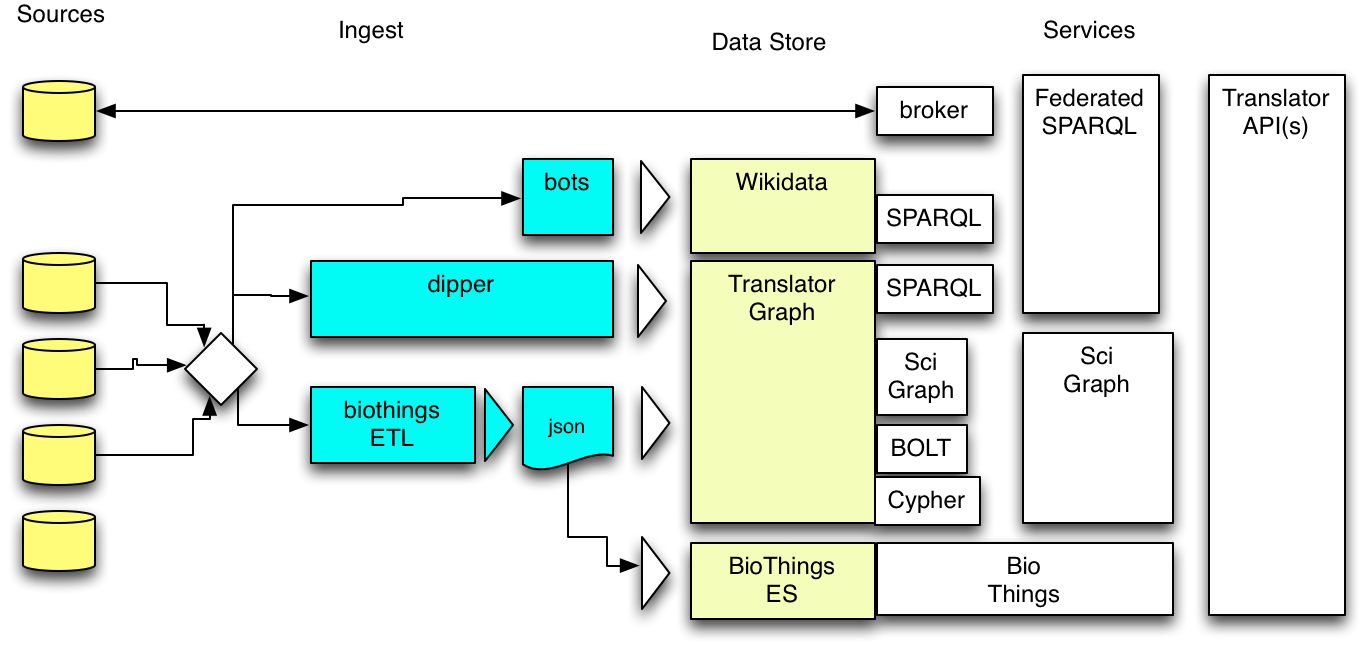 Sources
Ingest
Data Store
Services
broker
Federated
SPARQL
Translator
API(s)
bots
Wikidata
SPARQL
dipper
Translator
Graph
SPARQL
Sci
Graph
Sci
Graph
biothings
ETL
json
BOLT
Cypher
BioThings
ES
Bio
Things